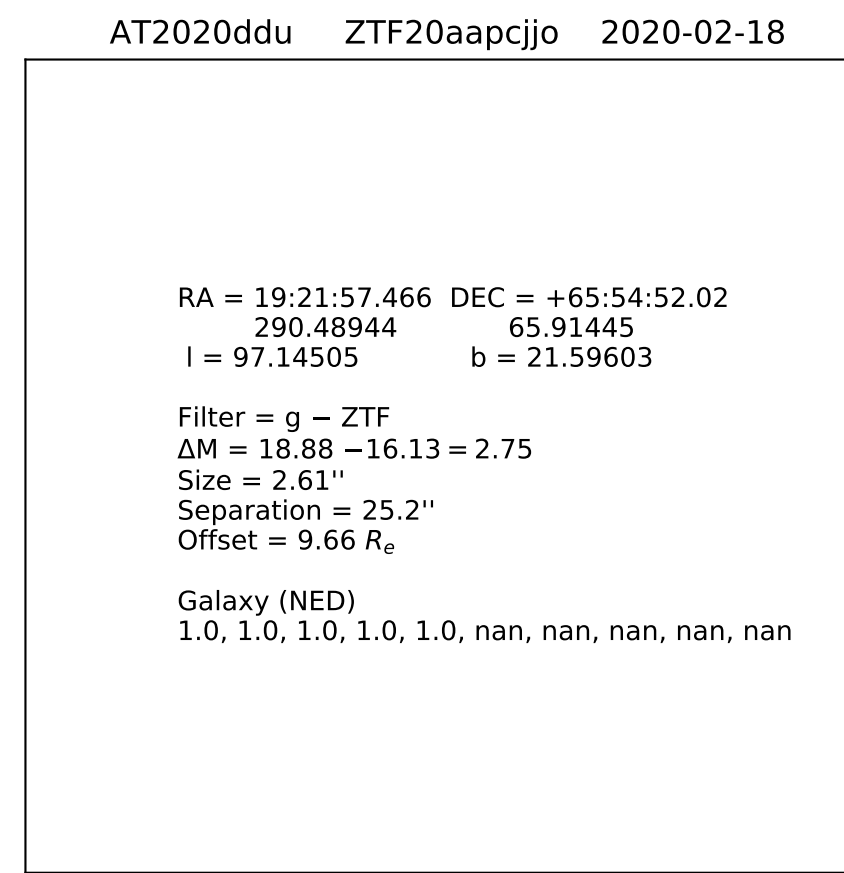 AT2020ddu ZTF20aapcjjo 2020-02-18
RA = 19:21:57.466 DEC = +65:54:52.02
290.48944 65.91445
l = 97.14505 b = 21.59603
Filter = g − ZTF
ΔM = 18.88 −16.13 = 2.75
Size = 2.61''
Separation = 25.2''
Offset = 9.66 Re
Galaxy (NED)
1.0, 1.0, 1.0, 1.0, 1.0, nan, nan, nan, nan, nan